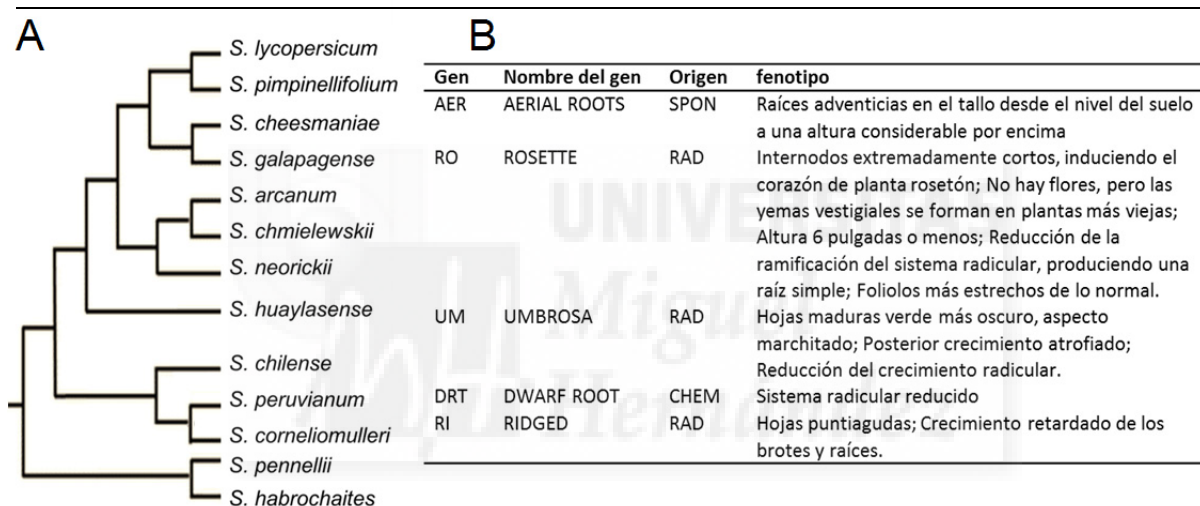 A
S. lycopersicum
S. pimpinellifolium
S. cheesmaniae
S. galapagense
S. arcanum
S. chmielewskii
S. neorickii
S. huaylasense
S. chilense
S. peruvianum
S. corneliomulleri
S. pennellii
S. habrochaites
B
Gen Nombre del gen Origen fenotipo
AER AERIAL ROOTS SPON Raíces adventicias en el tallo desde el nivel del suelo
a una altura considerable por encima
RO ROSETTE RAD Internodos extremadamente cortos, induciendo el
corazón de planta rosetón; No hay flores, pero las
yemas vestigiales se forman en plantas más viejas;
Altura 6 pulgadas o menos; Reducción de la
ramificación del sistema radicular, produciendo una
raíz simple; Foliolos más estrechos de lo normal.
UM UMBROSA RAD Hojas maduras verde más oscuro, aspecto
marchitado; Posterior crecimiento atrofiado;
Reducción del crecimiento radicular.
DRT DWARF ROOT CHEM Sistema radicular reducido
RI RIDGED RAD Hojas puntiagudas; Crecimiento retardado de los
brotes y raíces.
UNIVERSITAS
Miguel
Hernández